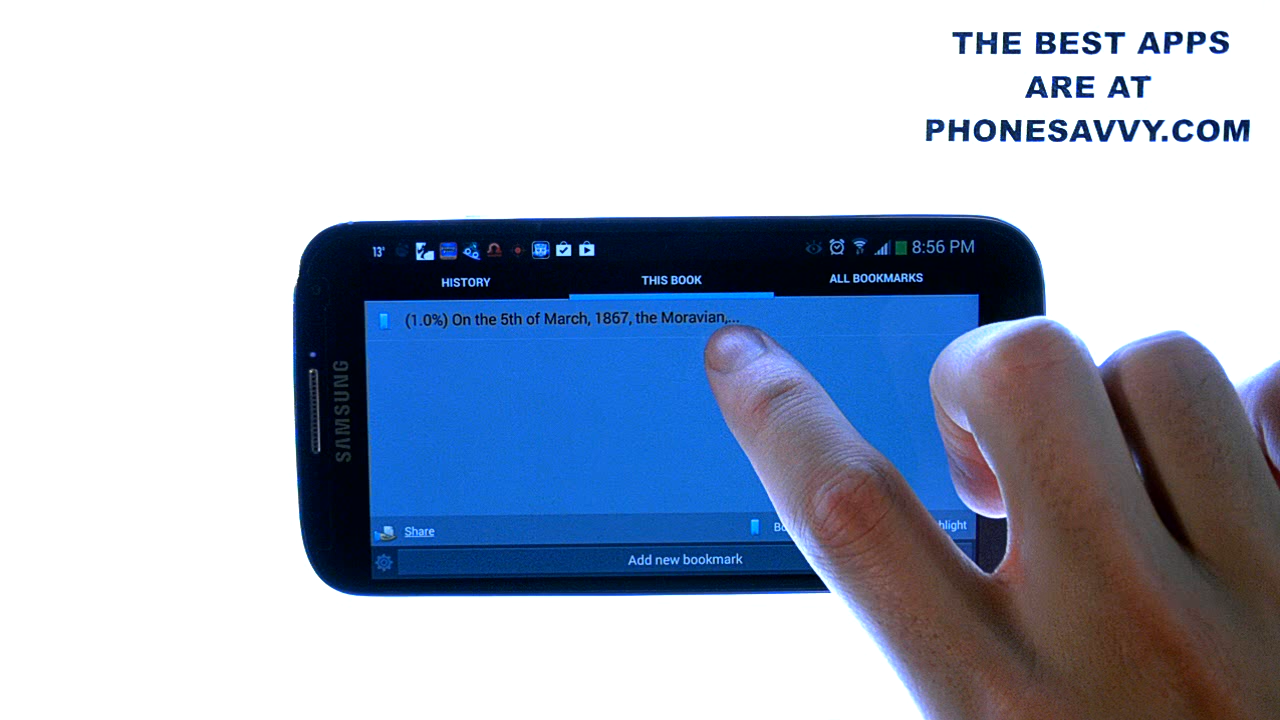 THE BEST APPS
ARE AT
PHONESAVVY.COM
13°
8:56 PM
HISTORY
THIS BOOK
ALL BOOKMARKS
(1.0%) On the 5th of March, 1867, the Moravian,...
SAMSUNG
Share
Add new bookmark